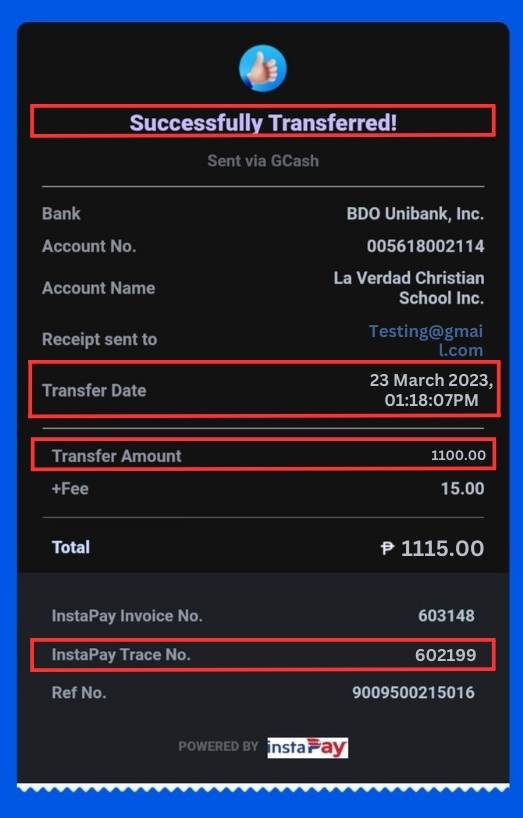 Successfully Transferred!
Sent via GCash
Bank BDO Unibank, Inc.
Account No. 005618002114
Account Name La Verdad Christian
School Inc.
Receipt sent to Testing@gmai
l.com
Transfer Date 23 March 2023,
01:18:07PM
Transfer Amount 1100.00
+Fee 15.00
Total ₱ 1115.00
InstaPay Invoice No. 603148
InstaPay Trace No. 602199
Ref No. 9009500215016
POWERED BY instaPay